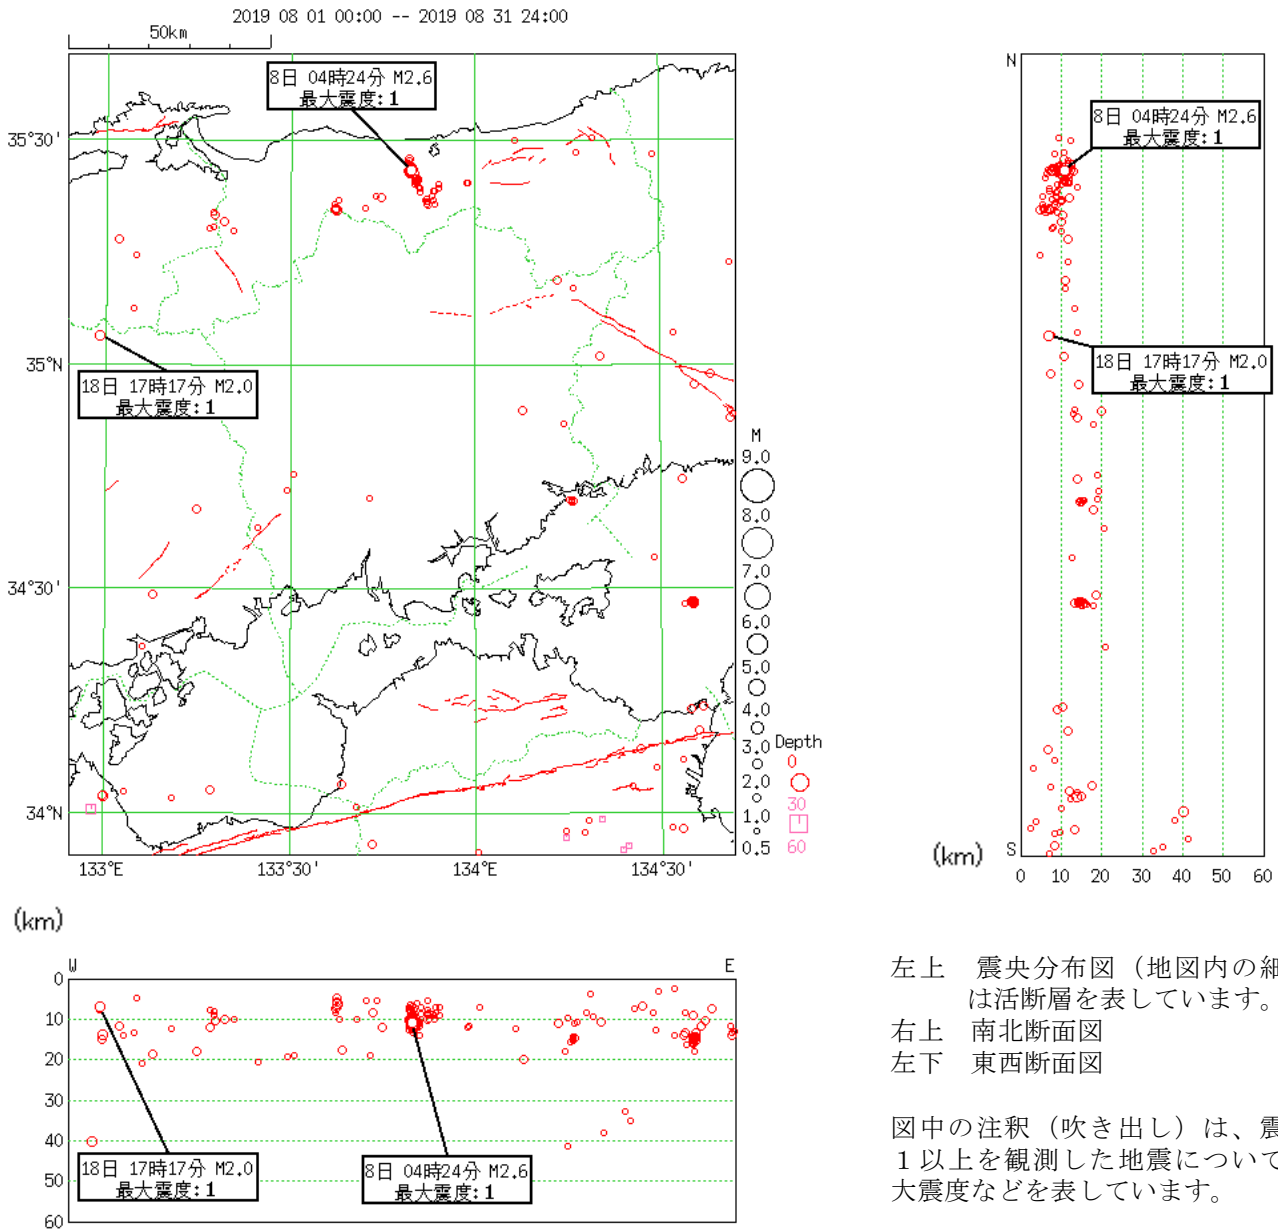 2019 08 01 00:00 -- 2019 08 31 24:00
50km
8日 04時24分 M2.6
最大震度:1
35°30'
35°N
34°30'
34°N
18日 17時17分 M2.0
最大震度:1
133°E
133°30'
134°E
134°30'
M
9.0
8.0
7.0
6.0
5.0
4.0
3.0
2.0
1.0
0.5
Depth
0
30
60
N
8日 04時24分 M2.6
最大震度:1
18日 17時17分 M2.0
最大震度:1
S
(km)
0 10 20 30 40 50 60
(km)
W E
0
10
20
30
40
50
60
18日 17時17分 M2.0
最大震度:1
8日 04時24分 M2.6
最大震度:1
左上 震央分布図（地図内の細
は活断層を表しています。
右上 南北断面図
左下 東西断面図
図中の注釈（吹き出し）は、震
１以上を観測した地震について
大震度などを表しています。